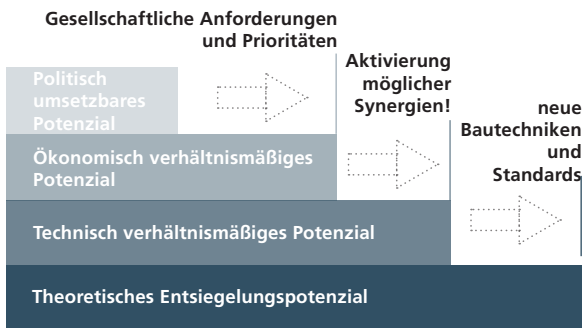 Gesellschaftliche Anforderungen
und Prioritäten
Aktivierung
möglicher
Synergien!
neue
Bautechniken
und
Standards
Politisch
umsetzbares
Potenzial
Ökonomisch verhältnismäßiges
Potenzial
Technisch verhältnismäßiges Potenzial
Theoretisches Entsiegelungspotenzial